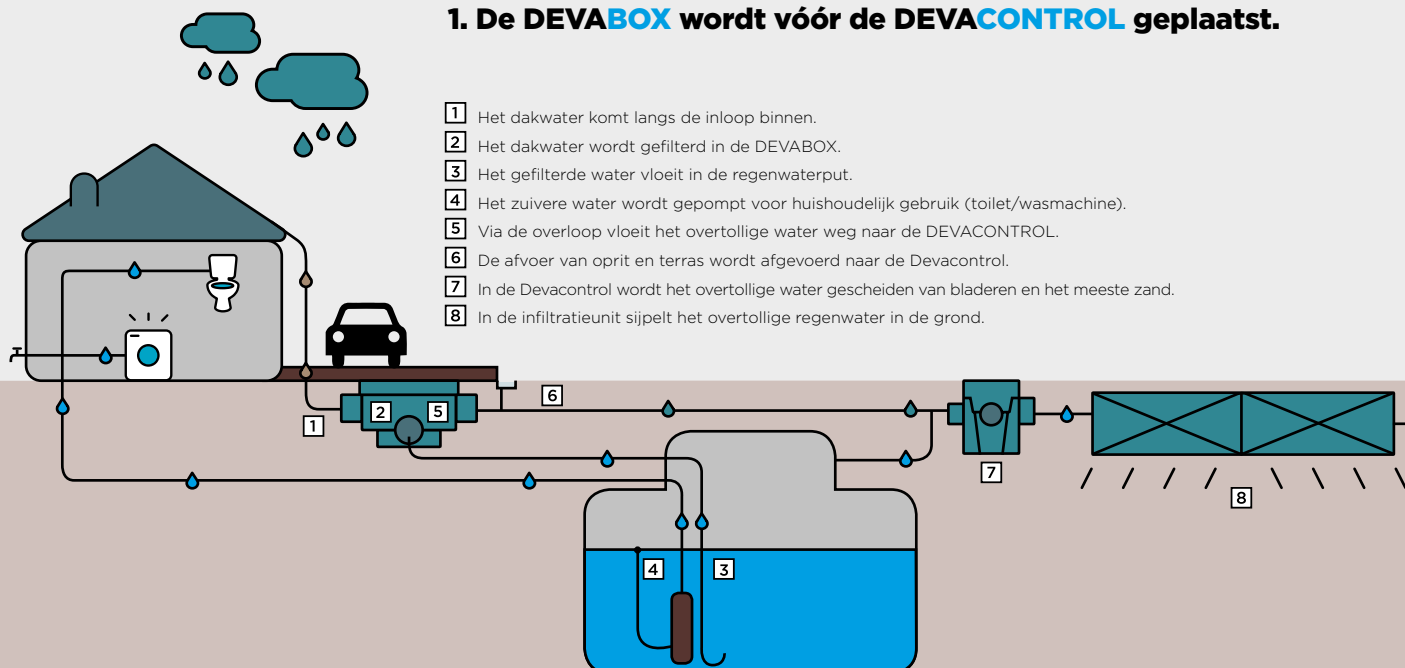 1. De DEVABOX wordt vóór de DEVACONTROL geplaatst.
1 Het dakwater komt langs de inloop binnen.
2 Het dakwater wordt gefilterd in de DEVABOX.
3 Het gefilterde water vloeit in de regenwaterput.
4 Het zuivere water wordt gepompt voor huishoudelijk gebruik (toilet/wasmachine).
5 Via de overloop vloeit het overtollige water weg naar de DEVACONTROL.
6 De afvoer van oprit en terras wordt afgevoerd naar de Devacontrol.
7 In de Devacontrol wordt het overtollige water gescheiden van bladeren en het meeste zand.
8 In de infiltratieunit sijpelt het overtollige regenwater in de grond.
6
2 5
1
7
8
4 3